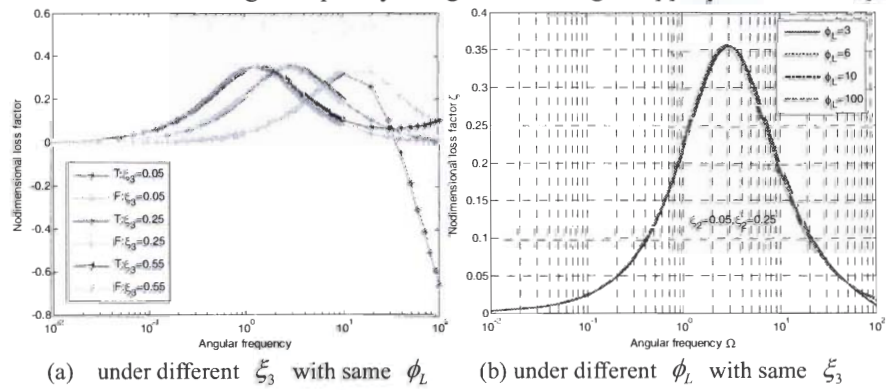 0.6
0.4
0.2
0
-0.2
-0.4
-0.6
-0.8
Nodimensional loss factor
T:ξ3=0.05
F:ξ3=0.05
T:ξ3=0.25
F:ξ3=0.25
T:ξ3=0.55
F:ξ3=0.55
10⁰
10¹
Angular frequency
0.4
0.35
0.3
0.25
0.2
0.15
0.1
0.05
0
Nodimensional loss factor ζ
ϕL=3
ϕL=6
ϕL=10
ϕL=100
10⁻²
10⁻¹
10⁰
10¹
10²
Angular frequency Ω
(a) under different ξ3 with same ϕL
(b) under different ϕL with same ξ3